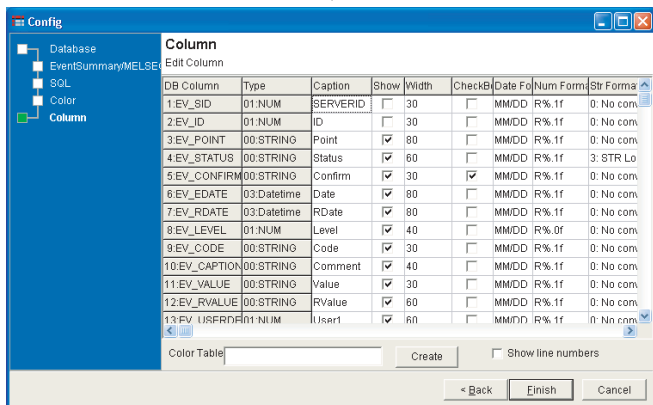 Config
Database
EventSummary/MELSE
SQL
Color
Column
Column
Edit Column
DB Column Type Caption Show Width CheckB Date Fo Num Forma Str Forma
1:EV_SID 01:NUM SERVERID 30 MM/DD R%.1f 0: No conv
2:EV_ID 01:NUM ID 30 MM/DD R%.1f 0: No conv
3:EV_POINT 00:STRING Point 80 MM/DD R%.1f 0: No conv
4:EV_STATUS 00:STRING Status 60 MM/DD R%.1f 3: STR Lo
5:EV_CONFIRM 00:STRING Confirm 30 MM/DD R%.1f 0: No conv
6:EV_EDATE 03:Datetime Date 80 MM/DD R%.1f 0: No conv
7:EV_RDATE 03:Datetime RDate 80 MM/DD R%.1f 0: No conv
8:EV_LEVEL 01:NUM Level 40 MM/DD R%.0f 0: No conv
9:EV_CODE 00:STRING Code 30 MM/DD R%.1f 0: No conv
10:EV_CAPTION 00:STRING Comment 40 MM/DD R%.1f 0: No conv
11:EV_VALUE 00:STRING Value 30 MM/DD R%.1f 0: No conv
12:EV_RVALUE 00:STRING RValue 60 MM/DD R%.1f 0: No conv
13:EV_USERDE 01:NUM User1 60 MM/DD R%.1f 0: No conv
Color Table Create Show line numbers
< Back Finish Cancel